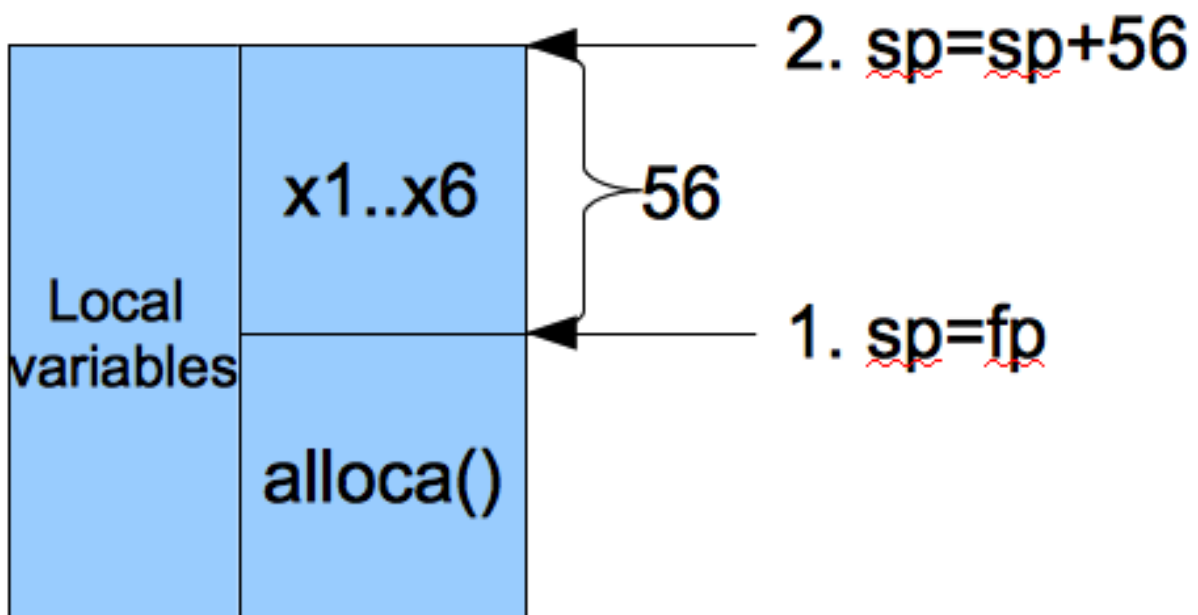 2. sp=sp+56
x1..x6
56
Local
variables
1. sp=fp
alloca()